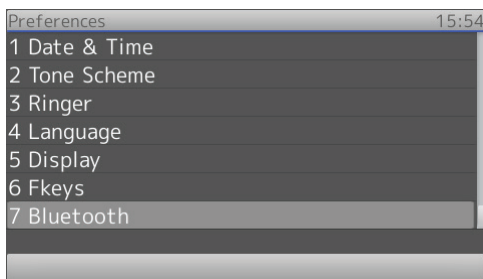 Preferences 15:54
1 Date & Time
2 Tone Scheme
3 Ringer
4 Language
5 Display
6 Fkeys
7 Bluetooth